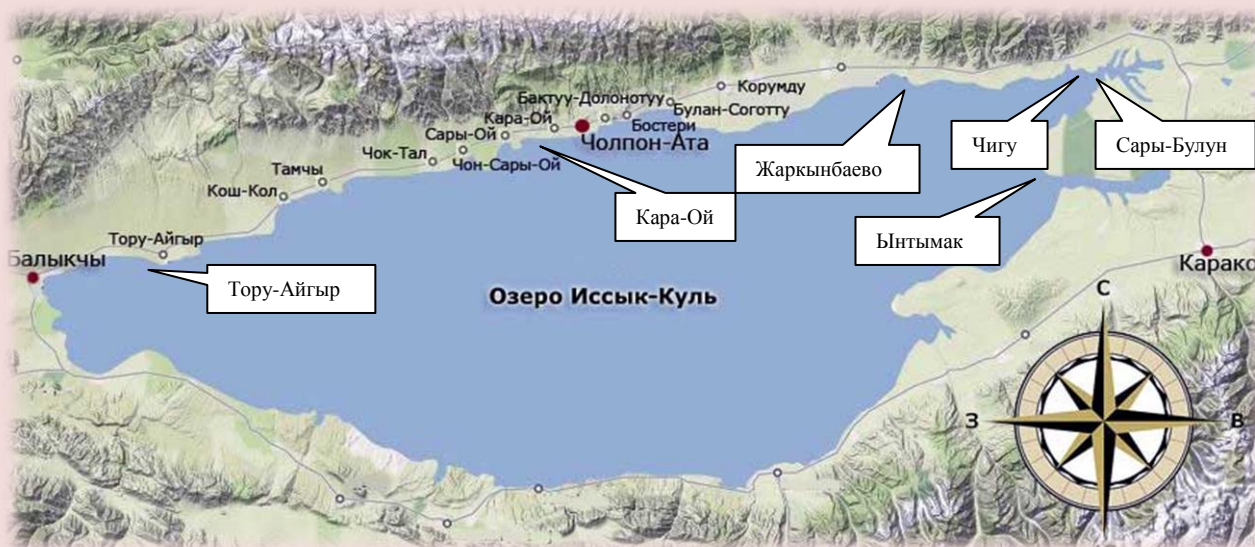 Корумду
Бактуу-Долонотуу
Булан-Соготту
Кара-Ой
Бостери
Сары-Ой
Чолпон-Ата
Чигу
Сары-Булун
Чок-Тал
Чон-Сары-Ой
Жаркынбаево
Тамчы
Кош-Кол
Кара-Ой
Ынтымак
Тору-Айгыр
Балыкчы
Карако
Тору-Айгыр
Озеро Иссык-Куль
С
З
В